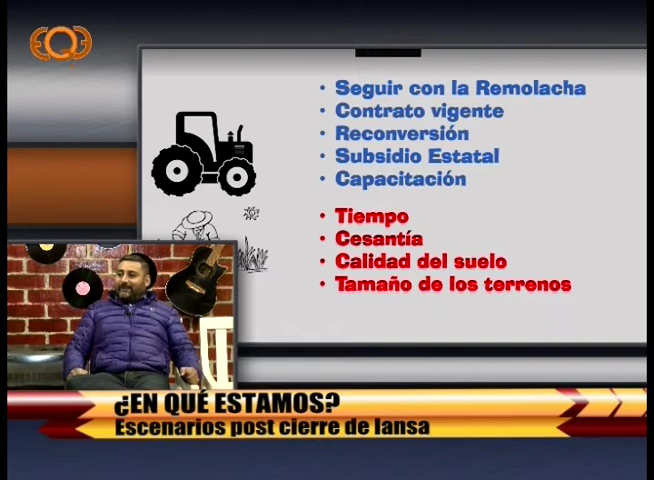 EQE
• Seguir con la Remolacha
• Contrato vigente
• Reconversión
• Subsidio Estatal
• Capacitación
• Tiempo
• Cesantía
• Calidad del suelo
• Tamaño de los terrenos
¿EN QUÉ ESTAMOS?
Escenarios post cierre de Iansa